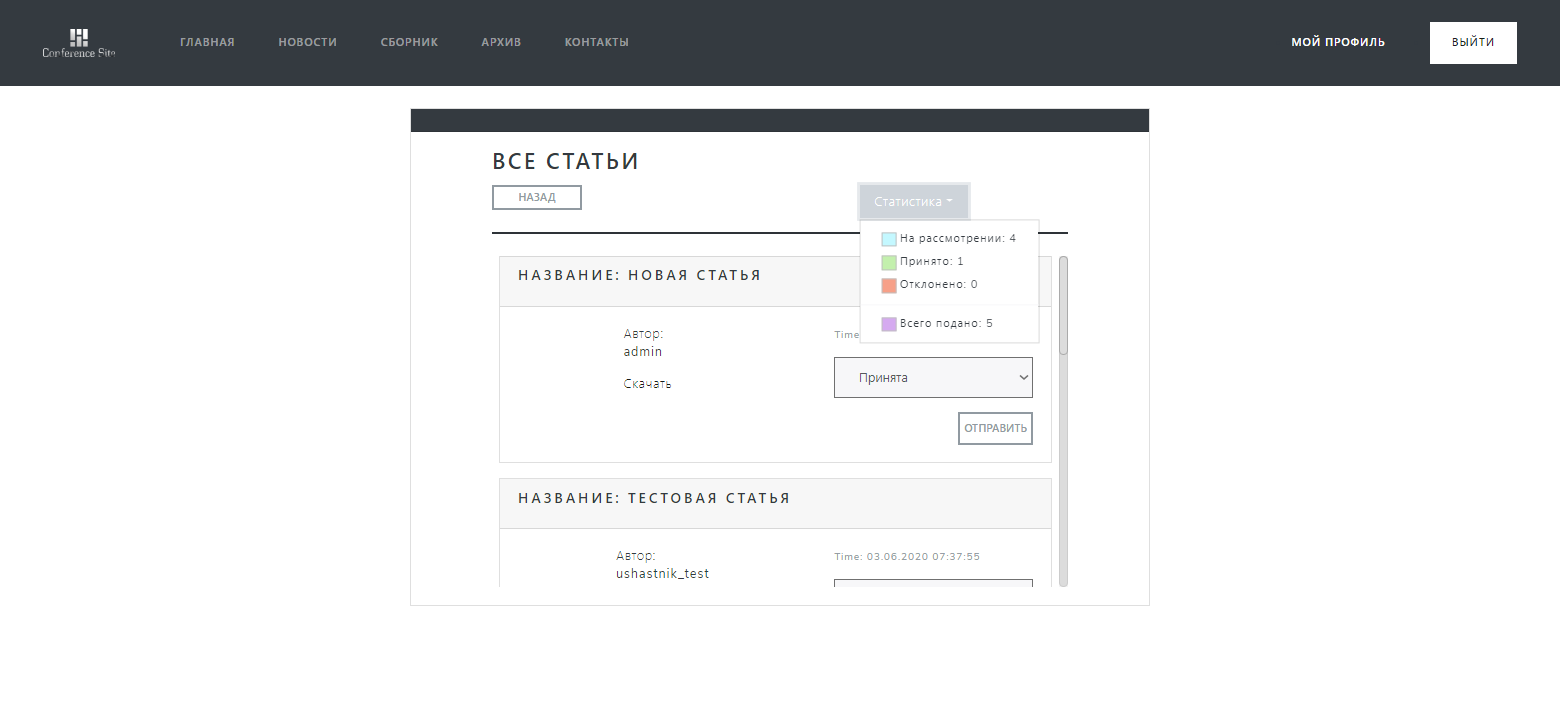 Conference Site
ГЛАВНАЯ НОВОСТИ СБОРНИК АРХИВ КОНТАКТЫ МОЙ ПРОФИЛЬ ВЫЙТИ
ВСЕ СТАТЬИ
НАЗАД
Статистика
На рассмотрении: 4
Принято: 1
Отклонено: 0
Всего подано: 5
НАЗВАНИЕ: НОВАЯ СТАТЬЯ
Автор:
admin
Time
Скачать
Принята
ОТПРАВИТЬ
НАЗВАНИЕ: ТЕСТОВАЯ СТАТЬЯ
Автор:
ushastnik_test
Time: 03.06.2020 07:37:55